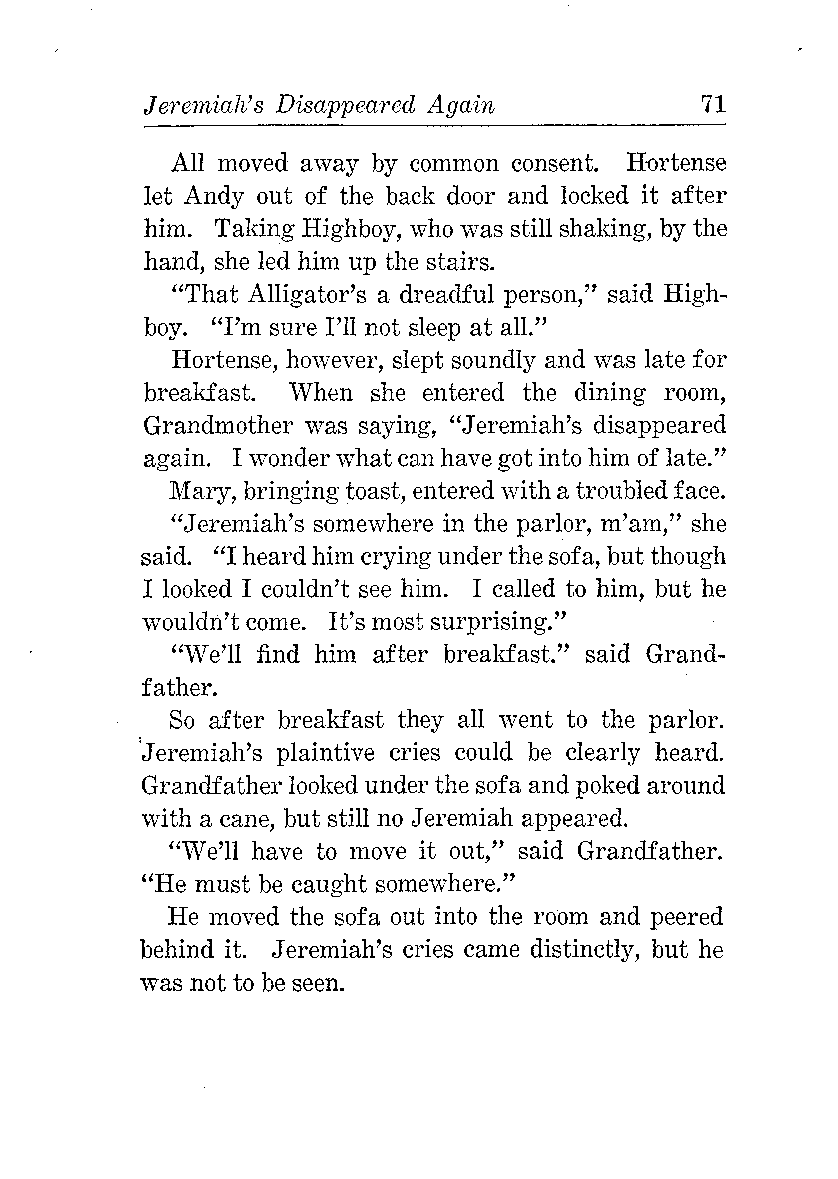 Jeremiah's Disappeared Again 71
All moved away by common consent. Hortense
let Andy out of the back door and locked it after
him. Taking Highboy, who was still shaking, by the
hand, she led him up the stairs.
“That Alligator's a dreadful person,” said High-
boy. “I'm sure I'll not sleep at all.”
Hortense, however, slept soundly and was late for
breakfast. When she entered the dining room,
Grandmother was saying, “Jeremiah's disappeared
again. I wonder what can have got into him of late.”
Mary, bringing toast, entered with a troubled face.
“Jeremiah's somewhere in the parlor, m'am,” she
said. “I heard him crying under the sofa, but though
I looked I couldn't see him. I called to him, but he
wouldn't come. It's most surprising.”
“We'll find him after breakfast.” said Grand-
father.
So after breakfast they all went to the parlor.
Jeremiah's plaintive cries could be clearly heard.
Grandfather looked under the sofa and poked around
with a cane, but still no Jeremiah appeared.
“We'll have to move it out,” said Grandfather.
“He must be caught somewhere.”
He moved the sofa out into the room and peered
behind it. Jeremiah's cries came distinctly, but he
was not to be seen.